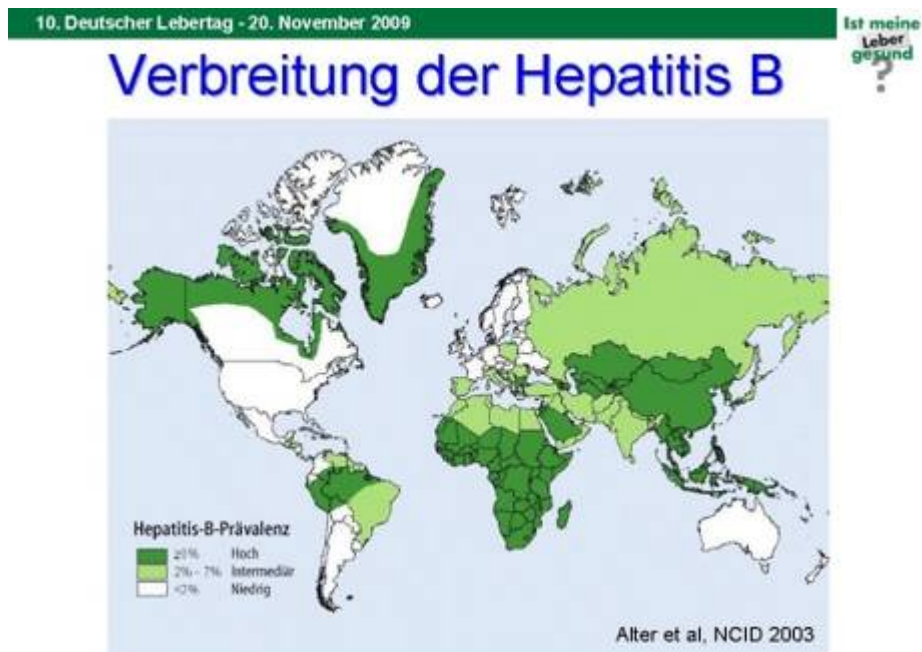 10. Deutscher Lebertag - 20. November 2009
Ist meine
Leber
gesund
?
Verbreitung der Hepatitis B
Hepatitis-B-Prävalenz
Hoch
2% - 7% Intermediär
<2% Niedrig
Alter et al, NCID 2003